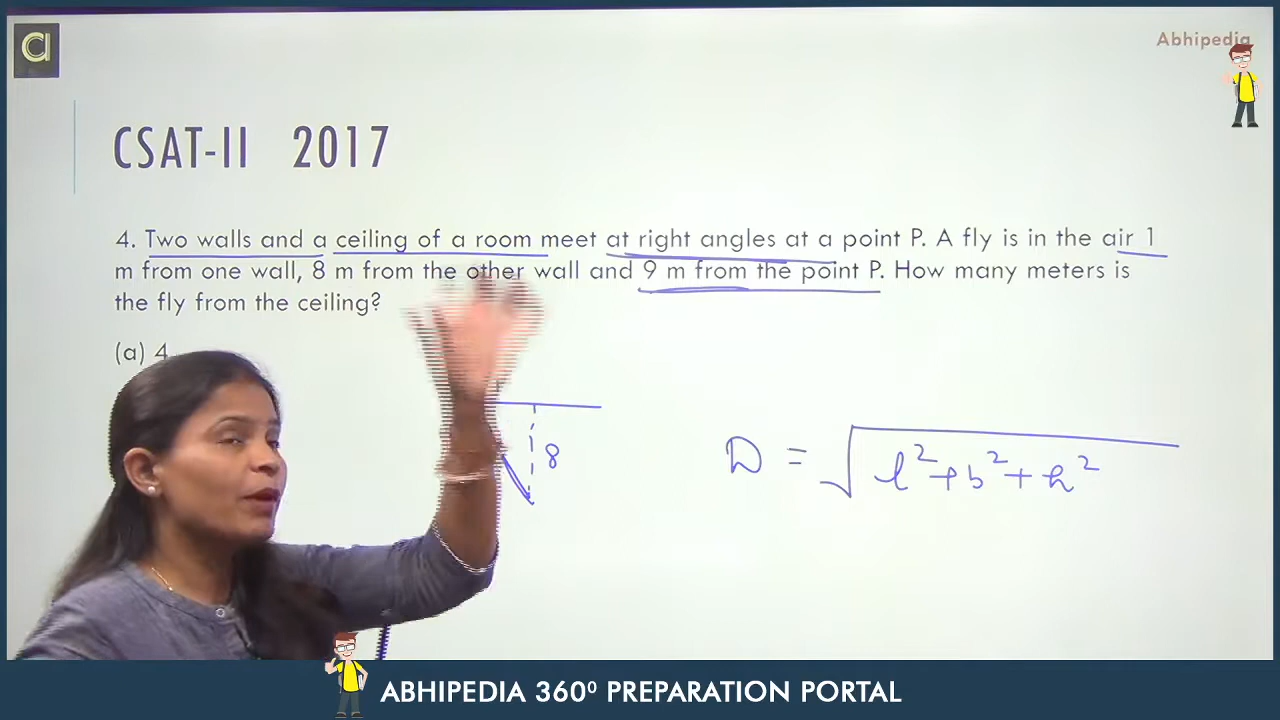 a
Abhipedia
CSAT-II 2017
4. Two walls and a ceiling of a room meet at right angles at a point P. A fly is in the air 1
m from one wall, 8 m from the other wall and 9 m from the point P. How many meters is
the fly from the ceiling?
(a) 4
8
D = √l²+b²+h²
ABHIPEDIA 360⁰ PREPARATION PORTAL